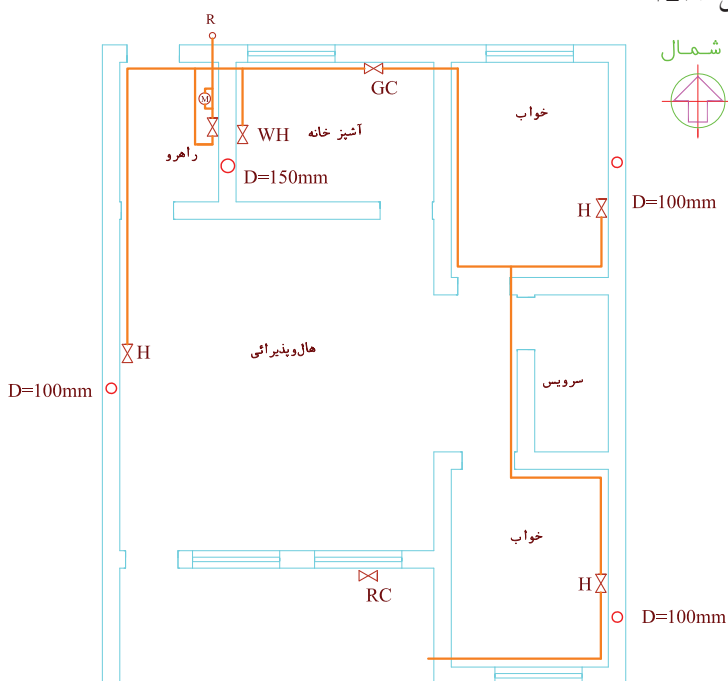 R
شمال
GC
خواب
M
WH
آشپز خانه
راهرو
D=150mm
H
D=100mm
H
هال‌وپذیرائی
D=100mm
سرویس
خواب
RC
H
D=100mm